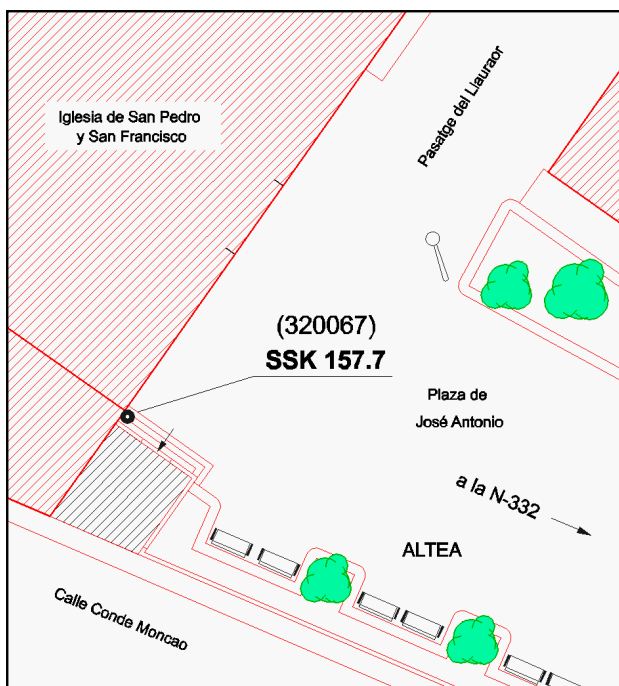 Pasatge del Llauraor
Iglesia de San Pedro
y San Francisco
(320067)
SSK 157.7
Plaza de
José Antonio
a la N-332
ALTEA
Calle Conde Moncao